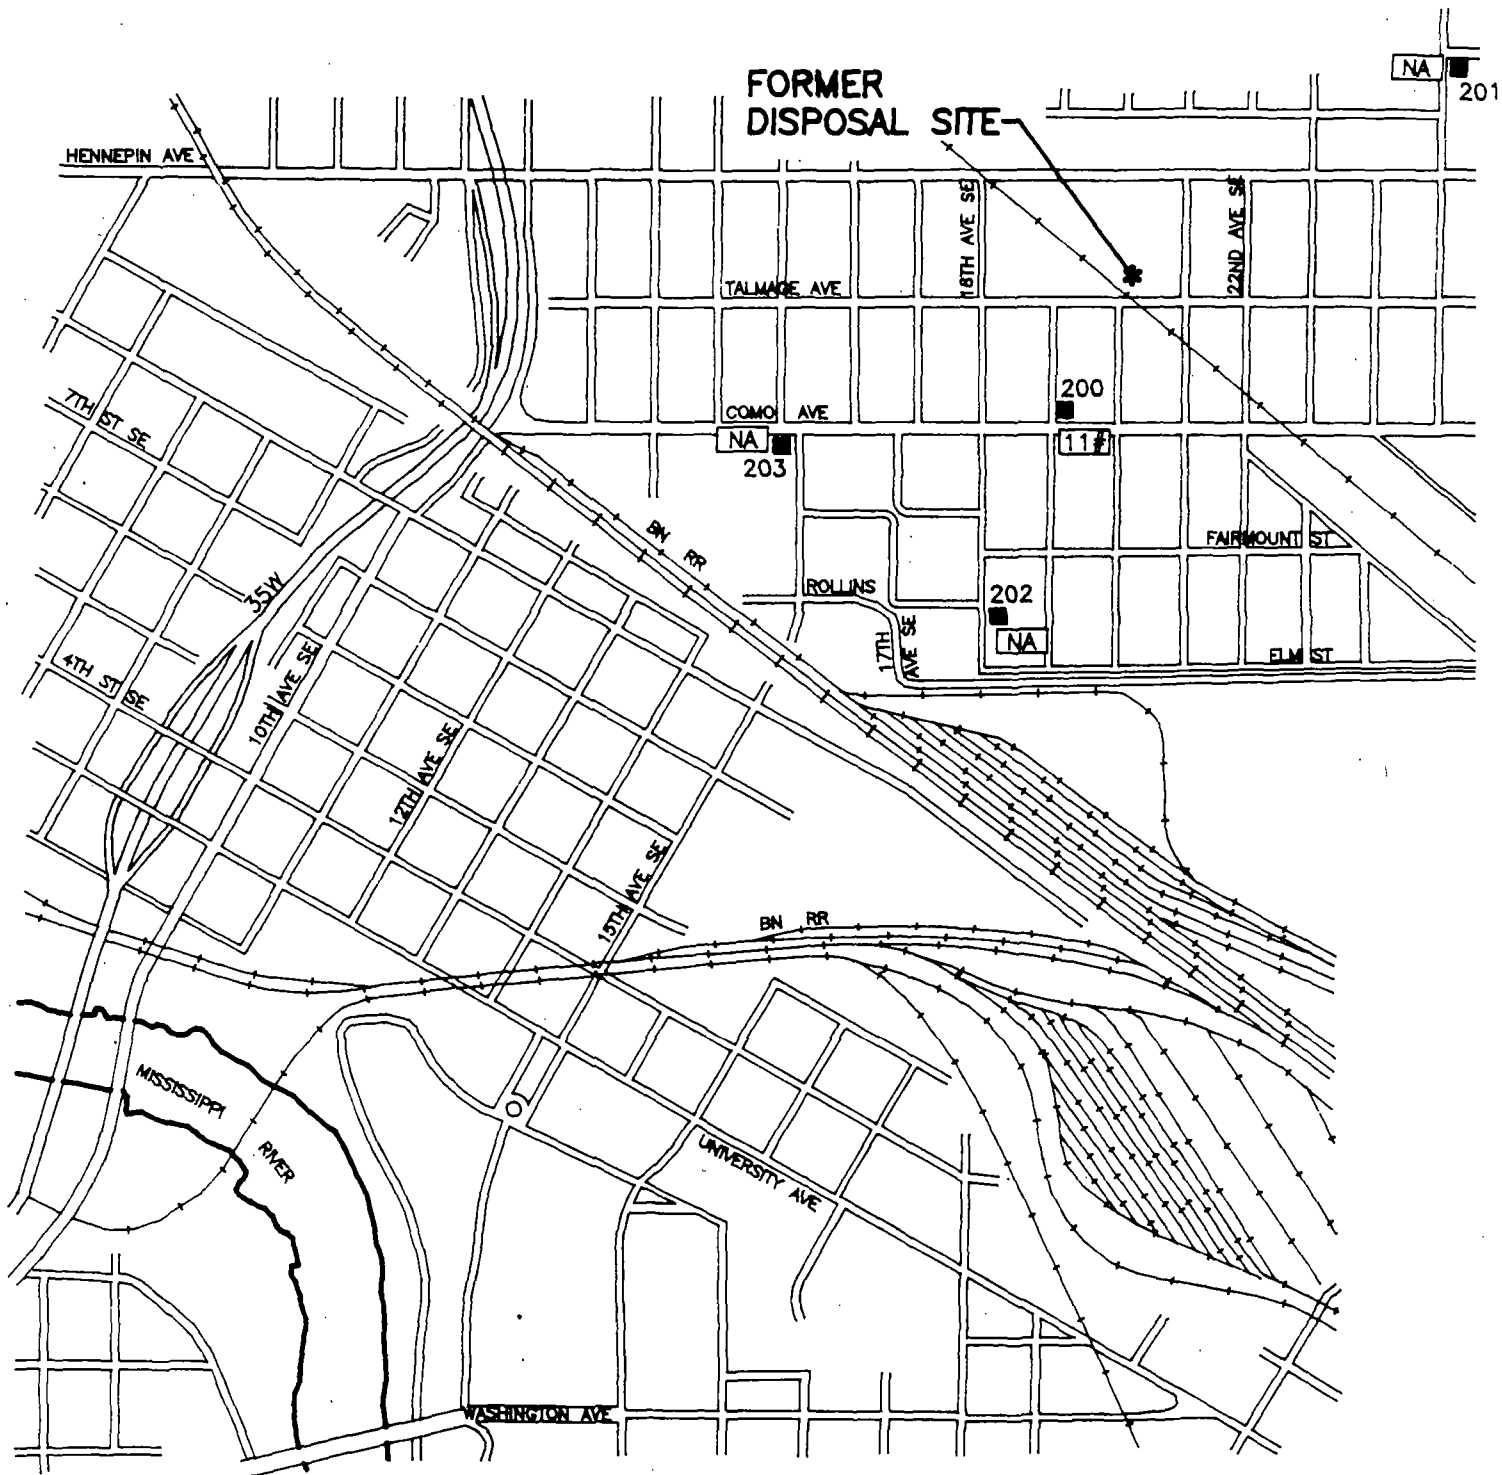 NA
201
FORMER
DISPOSAL SITE
HENNEPIN AVE
18TH AVE SE
22ND AVE SE
TALMAGE AVE
200
7TH ST SE
COMO AVE
NA
203
11#
BN RR
FAIRMOUNT ST
35W
ROLLINS
202
NA
17TH
AVE SE
ELM ST
4TH ST SE
10TH AVE SE
12TH AVE SE
15TH AVE SE
BN RR
MISSISSIPPI
RIVER
UNIVERSITY AVE
WASHINGTON AVE